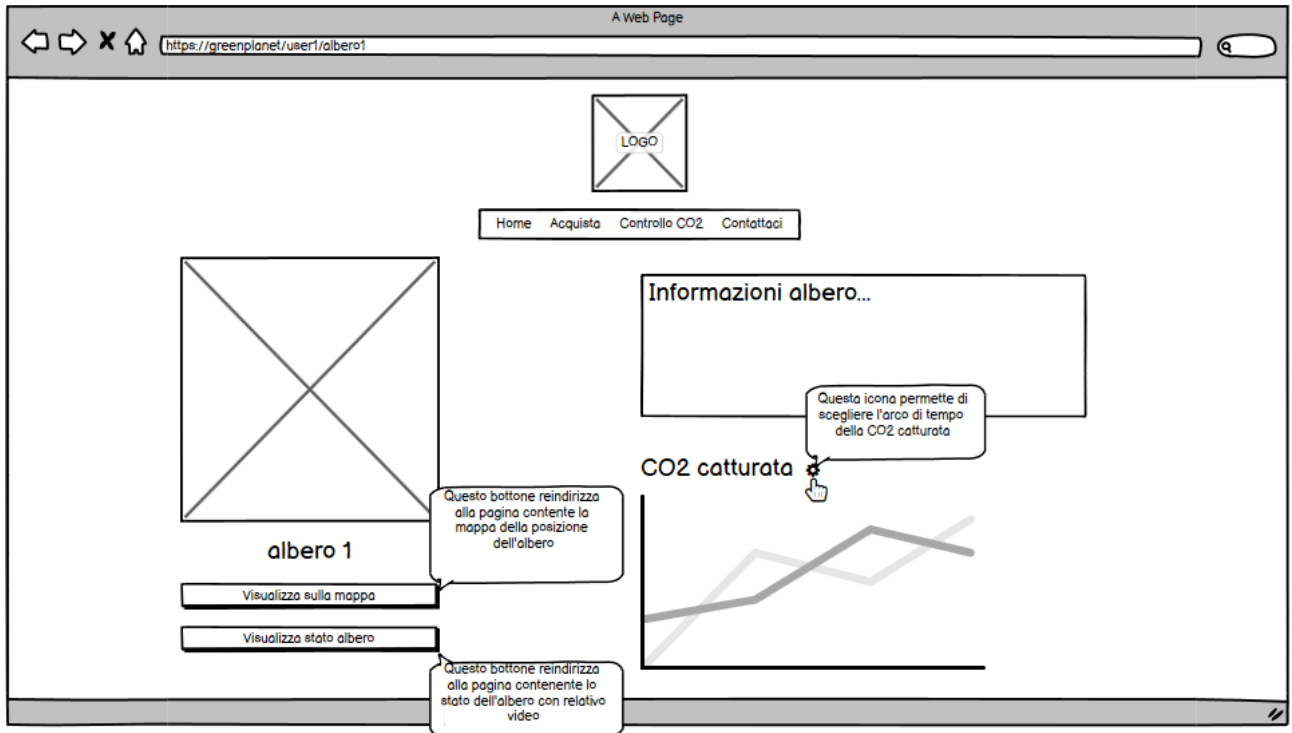 A Web Page
https://greenplanet/user1/albero1
LOGO
Home Acquista Controllo CO2 Contattaci
Informazioni albero...
Questa icona permette di
scegliere l'arco di tempo
della CO2 catturata
CO2 catturata
Questo bottone reindirizza
alla pagina contente la
mappa della posizione
dell'albero
albero 1
Visualizza sulla mappa
Visualizza stato albero
Questo bottone reindirizza
alla pagina contenente lo
stato dell'albero con relativo
video